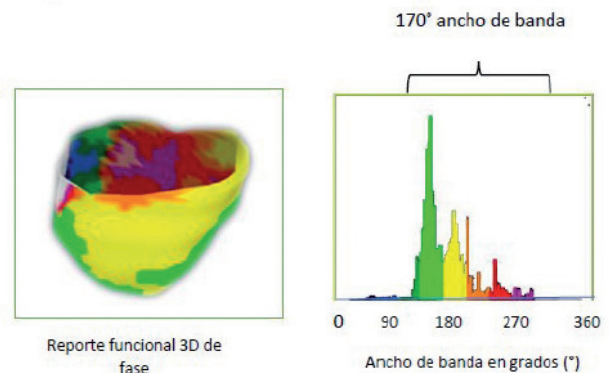 170° ancho de banda
0 90 180 270 360
Reporte funcional 3D de
fase
Ancho de banda en grados (°)